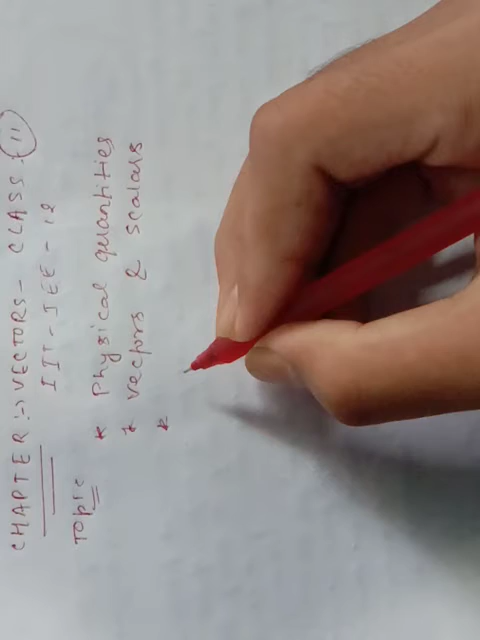 CHAPTER :-> VECTORS - CLASS - 11
IIT - JEE - 12
Topic
* Physical quantities
* vectors & scalars
*